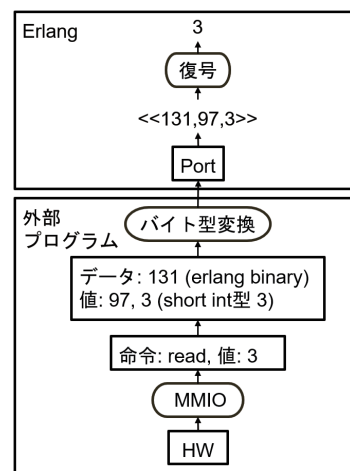 Erlang
3
復号
<<131,97,3>>
Port
外部
プログラム
バイト型変換
データ: 131 (erlang binary)
値: 97, 3 (short int型 3)
命令: read, 値: 3
MMIO
HW